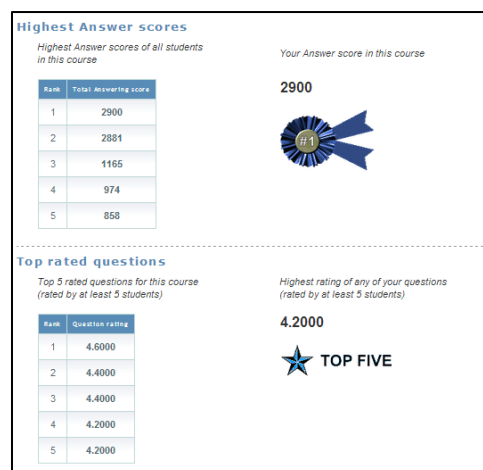 Highest Answer scores
Highest Answer scores of all students
in this course
Rank Total Answering score
1 2900
2 2881
3 1165
4 974
5 858
Your Answer score in this course
2900
#1
Top rated questions
Top 5 rated questions for this course
(rated by at least 5 students)
Rank Question rating
1 4.6000
2 4.4000
3 4.4000
4 4.2000
5 4.2000
Highest rating of any of your questions
(rated by at least 5 students)
4.2000
TOP FIVE